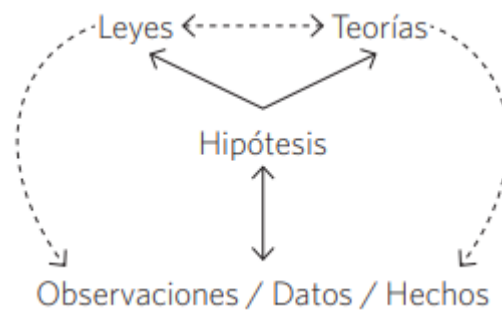 Leyes Teorías
Hipótesis
Observaciones / Datos / Hechos